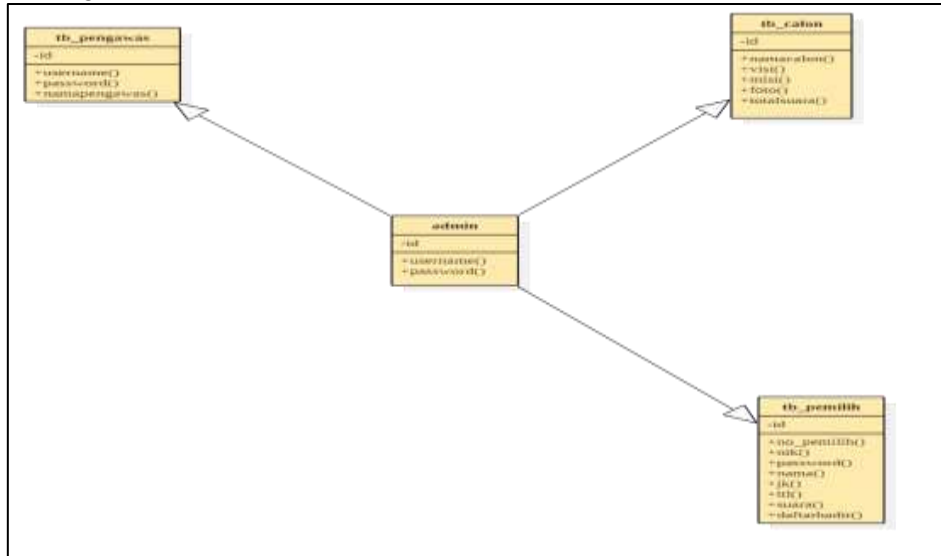 tb_pengawas
-id
+username()
+password()
+namapengawas()
tb_calon
-id
+namacalon()
+visi()
+misi()
+foto()
+totalsuara()
admin
-id
+username()
+password()
tb_pemilih
-id
+no_pemilih()
+nik()
+password()
+nama()
+jk()
+suara()
+daftarhadir()